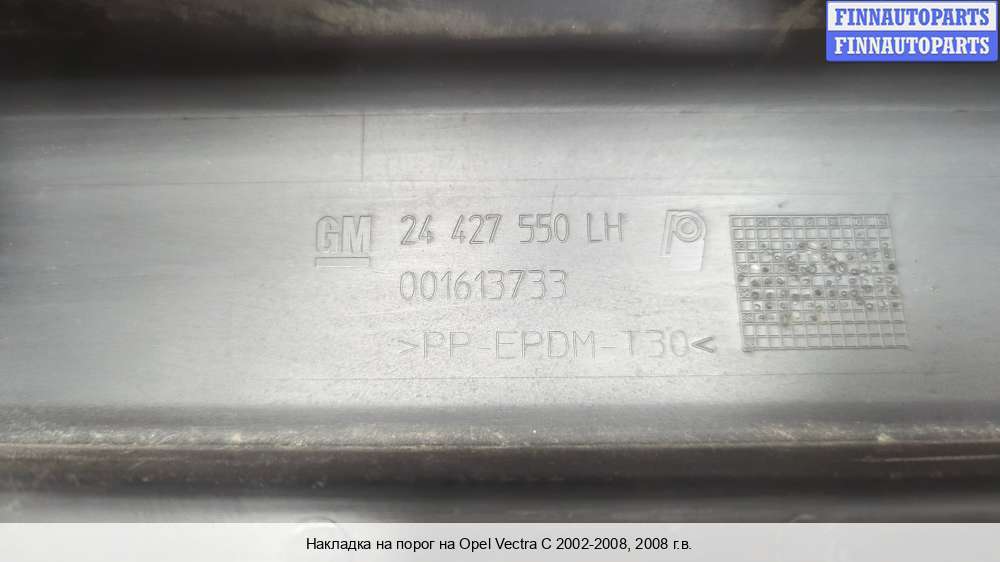 FINNAUTOPARTS
FINNAUTOPARTS
GM 24 427 550 LH
001613733
>PP-EPDM-T30<
Накладка на порог на Opel Vectra C 2002-2008, 2008 г.в.